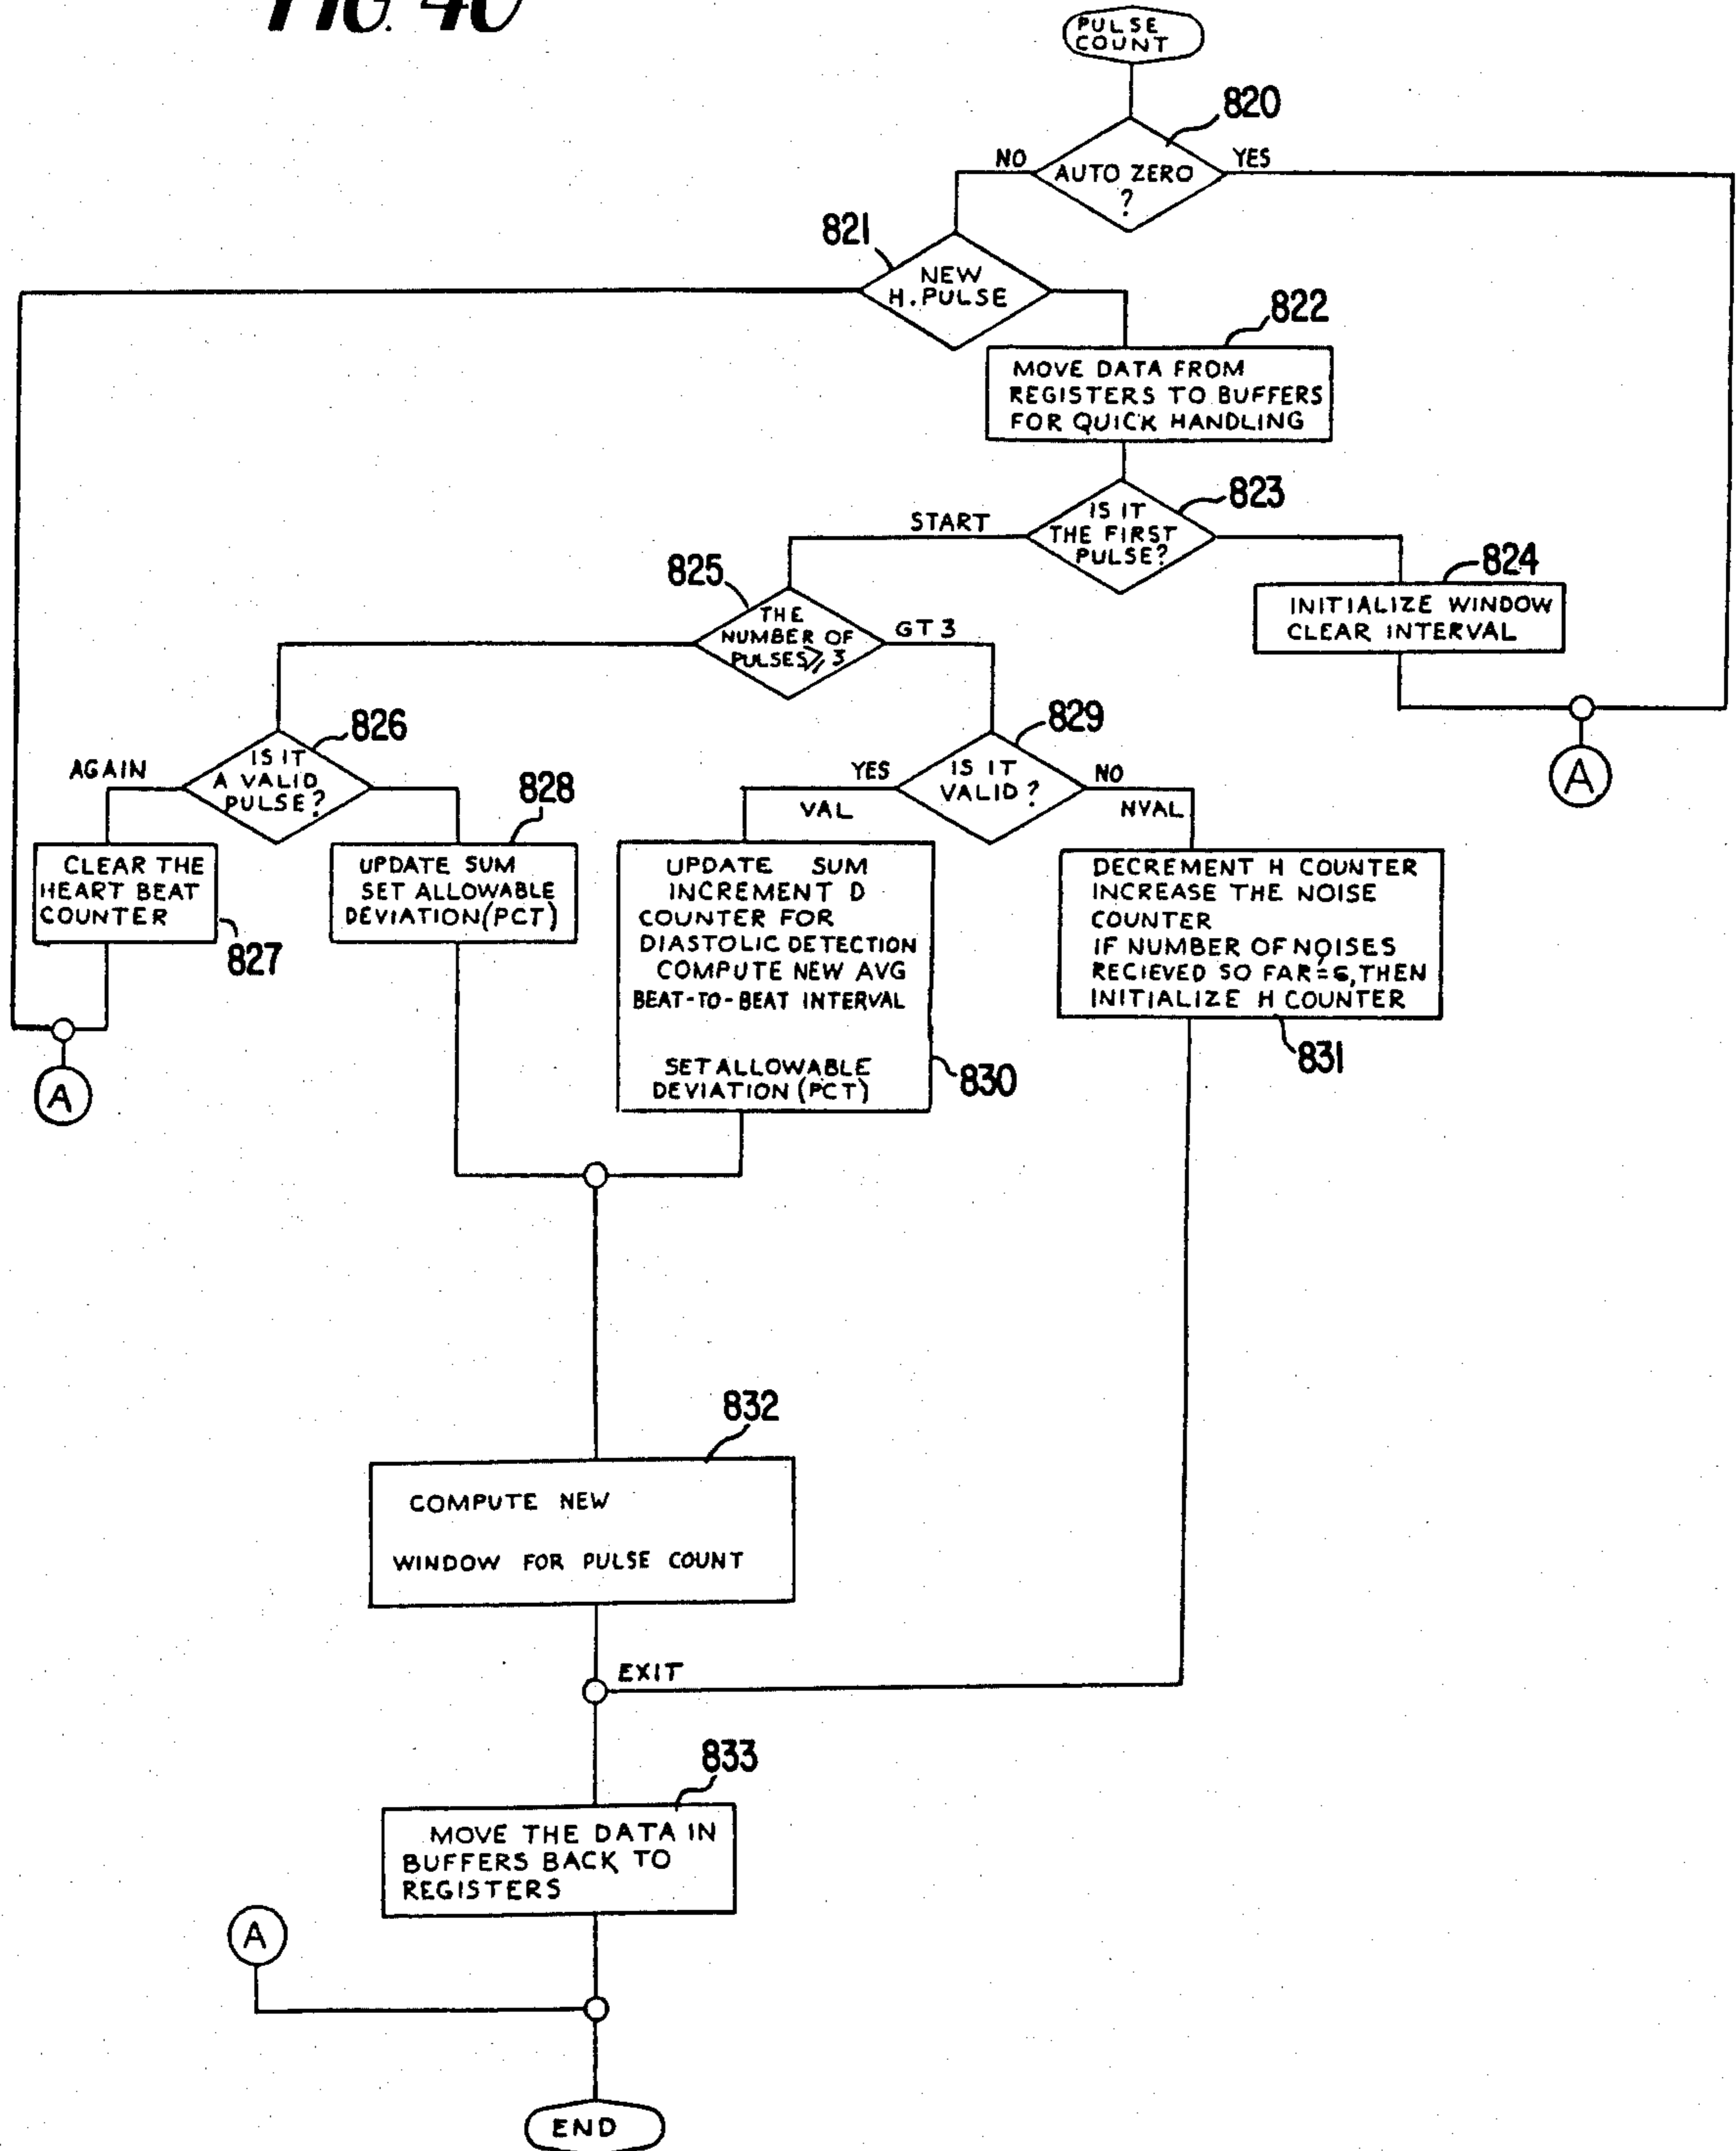 FIG. 40
PULSE
COUNT
820
NO
AUTO ZERO
?
YES
821
NEW
H. PULSE
822
MOVE DATA FROM
REGISTERS TO BUFFERS
FOR QUICK HANDLING
823
START
IS IT
THE FIRST
PULSE?
824
INITIALIZE WINDOW
CLEAR INTERVAL
825
THE
NUMBER OF
PULSES⩾3
GT 3
826
AGAIN
IS IT
A VALID
PULSE?
829
YES
VAL
IS IT
VALID?
NO
NVAL
A
CLEAR THE
HEART BEAT
COUNTER
827
828
UPDATE SUM
SET ALLOWABLE
DEVIATION (PCT)
UPDATE SUM
INCREMENT D
COUNTER FOR
DIASTOLIC DETECTION
COMPUTE NEW AVG
BEAT-TO-BEAT INTERVAL
SET ALLOWABLE
DEVIATION (PCT)
830
DECREMENT H COUNTER
INCREASE THE NOISE
COUNTER
IF NUMBER OF NOISES
RECIEVED SO FAR=6, THEN
INITIALIZE H COUNTER
831
A
832
COMPUTE NEW
WINDOW FOR PULSE COUNT
EXIT
833
MOVE THE DATA IN
BUFFERS BACK TO
REGISTERS
A
END